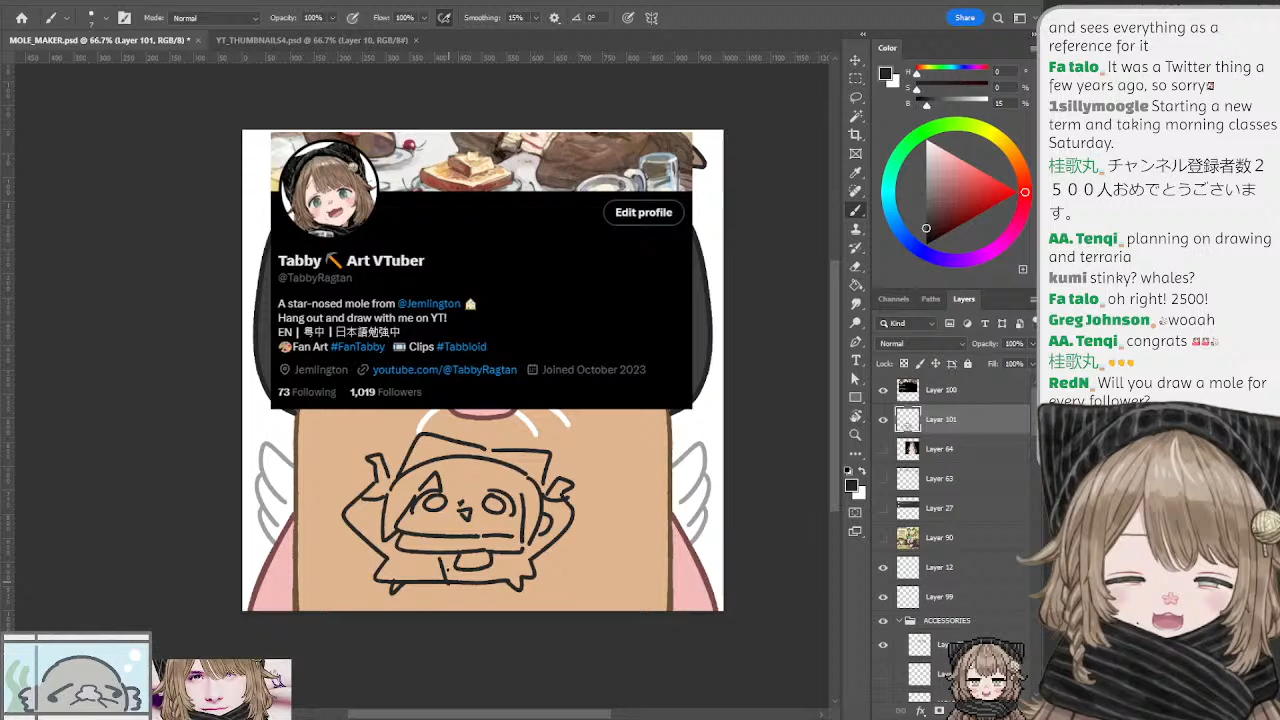 Mode: Normal Opacity: 100% Flow: 100% Smoothing: 15% 0° Share
MOLE_MAKER.psd @ 66.7% (Layer 101, RGB/8) * ×
YT_THUMBNAILS4.psd @ 66.7% (Layer 10, RGB/8#) ×
Edit profile
Tabby ⛏️ Art VTuber
@TabbyRagtan
A star-nosed mole from @Jemlington 🏠
Hang out and draw with me on YT!
EN┃粵中┃日本語勉強中
🎨Fan Art #FanTabby 🎞️ Clips #Tabbloid
Jemlington youtube.com/@TabbyRagtan Joined October 2023
73 Following 1,019 Followers
Color
H 0 °
S 0 %
B 15 %
Channels Paths Layers
Kind
Normal Opacity: 100%
Lock: Fill: 100%
Layer 100
Layer 101
Layer 64
Layer 63
Layer 27
Layer 90
Layer 12
Layer 99
ACCESSORIES
and sees everything as a
reference for it
Fa talo It was a Twitter thing a
few years ago, so sorry
1sillymoogle Starting a new
term and taking morning classes
Saturday.
桂歌丸 チャンネル登録者数2
500人おめでとうございま
す。
AA. Tenqi planning on drawing
and terraria
kumi stinky? whales?
Fa talo oh right! 2500!
Greg Johnson woaah
AA. Tenqi congrats
桂歌丸
RedN Will you draw a mole for
every follower?